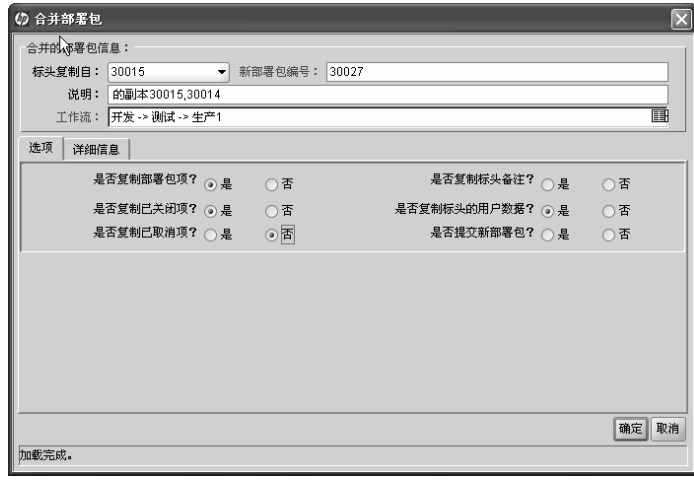 合并部署包
合并的部署包信息：
标头复制自： 30015 新部署包编号： 30027
说明： 的副本30015,30014
工作流： 开发 -> 测试 -> 生产1
选项 详细信息
是否复制部署包项? 是 否 是否复制标头备注? 是 否
是否复制已关闭项? 是 否 是否复制标头的用户数据? 是 否
是否复制已取消项? 是 否 是否提交新部署包? 是 否
确定 取消
加载完成。